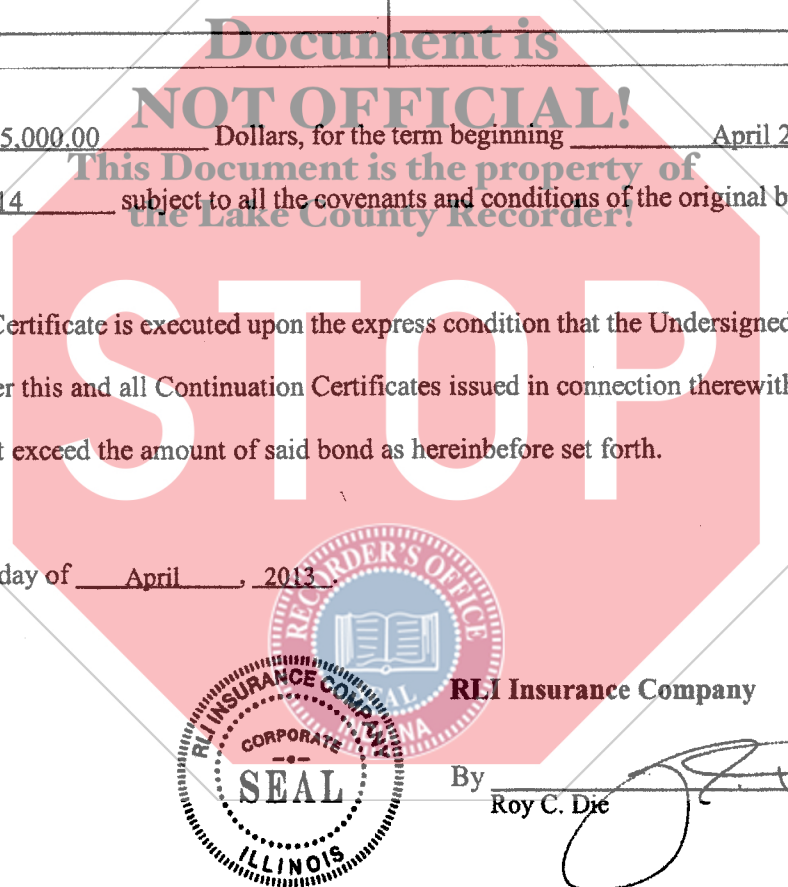 Document is
NOT OFFICIAL!
5,000.00 Dollars, for the term beginning April 2
This Document is the property of
14 subject to all the covenants and conditions of the original b
the Lake County Recorder!
STOP
Certificate is executed upon the express condition that the Undersigned
er this and all Continuation Certificates issued in connection therewith
t exceed the amount of said bond as hereinbefore set forth.
day of April , 2013 .
RECORDER'S OFFICE
SEAL
INDIANA
RLI INSURANCE COMPANY
CORPORATE
SEAL
ILLINOIS
RLI Insurance Company
By
Roy C. Die